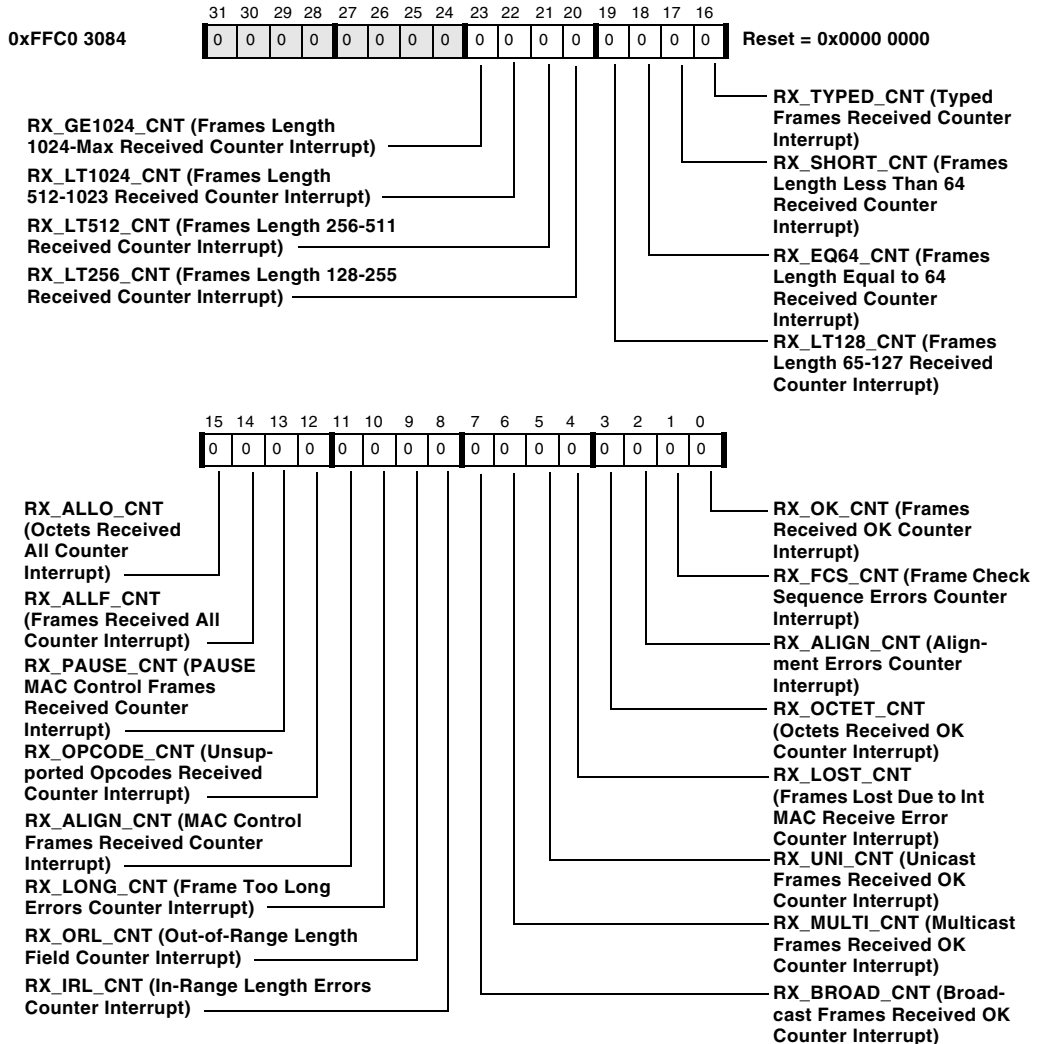 31 30 29 28 27 26 25 24 23 22 21 20 19 18 17 16
0xFFC0 3084
0 0 0 0 0 0 0 0 0 0 0 0 0 0 0 0
Reset = 0x0000 0000
RX_GE1024_CNT (Frames Length
1024-Max Received Counter Interrupt)
RX_LT1024_CNT (Frames Length
512-1023 Received Counter Interrupt)
RX_LT512_CNT (Frames Length 256-511
Received Counter Interrupt)
RX_LT256_CNT (Frames Length 128-255
Received Counter Interrupt)
RX_TYPED_CNT (Typed
Frames Received Counter
Interrupt)
RX_SHORT_CNT (Frames
Length Less Than 64
Received Counter
Interrupt)
RX_EQ64_CNT (Frames
Length Equal to 64
Received Counter
Interrupt)
RX_LT128_CNT (Frames
Length 65-127 Received
Counter Interrupt)
15 14 13 12 11 10 9 8 7 6 5 4 3 2 1 0
0 0 0 0 0 0 0 0 0 0 0 0 0 0 0 0
RX_ALLO_CNT
(Octets Received
All Counter
Interrupt)
RX_ALLF_CNT
(Frames Received All
Counter Interrupt)
RX_PAUSE_CNT (PAUSE
MAC Control Frames
Received Counter
Interrupt)
RX_OPCODE_CNT (Unsup-
ported Opcodes Received
Counter Interrupt)
RX_ALIGN_CNT (MAC Control
Frames Received Counter
Interrupt)
RX_LONG_CNT (Frame Too Long
Errors Counter Interrupt)
RX_ORL_CNT (Out-of-Range Length
Field Counter Interrupt)
RX_IRL_CNT (In-Range Length Errors
Counter Interrupt)
RX_OK_CNT (Frames
Received OK Counter
Interrupt)
RX_FCS_CNT (Frame Check
Sequence Errors Counter
Interrupt)
RX_ALIGN_CNT (Align-
ment Errors Counter
Interrupt)
RX_OCTET_CNT
(Octets Received OK
Counter Interrupt)
RX_LOST_CNT
(Frames Lost Due to Int
MAC Receive Error
Counter Interrupt)
RX_UNI_CNT (Unicast
Frames Received OK
Counter Interrupt)
RX_MULTI_CNT (Multicast
Frames Received OK
Counter Interrupt)
RX_BROAD_CNT (Broad-
cast Frames Received OK
Counter Interrupt)